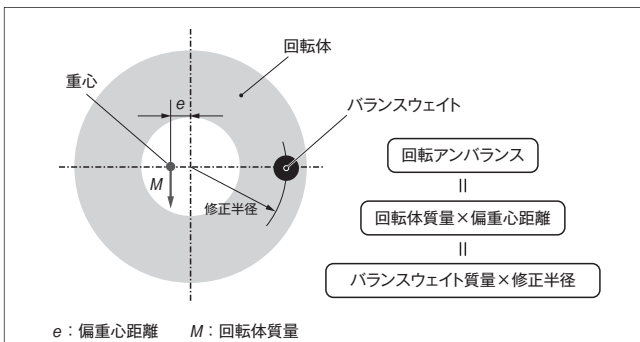 回転体
重心
e
バランスウェイト
回転アンバランス
=
M
修正半径
回転体質量×偏重心距離
=
バランスウェイト質量×修正半径
e：偏重心距離　M：回転体質量